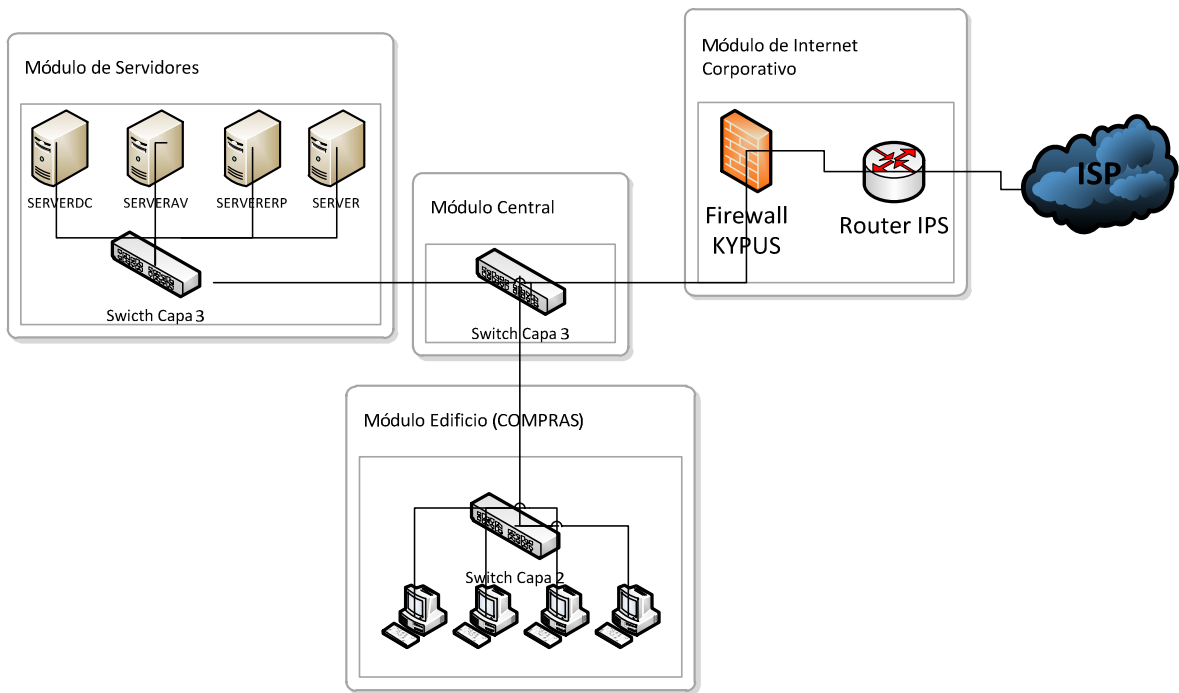 Módulo de Servidores
SERVERDC
SERVERAV
SERVERERP
SERVER
Swicth Capa 3
Módulo Central
Switch Capa 3
Módulo de Internet
Corporativo
Firewall
KYPUS
Router IPS
ISP
Módulo Edificio (COMPRAS)
Switch Capa 2